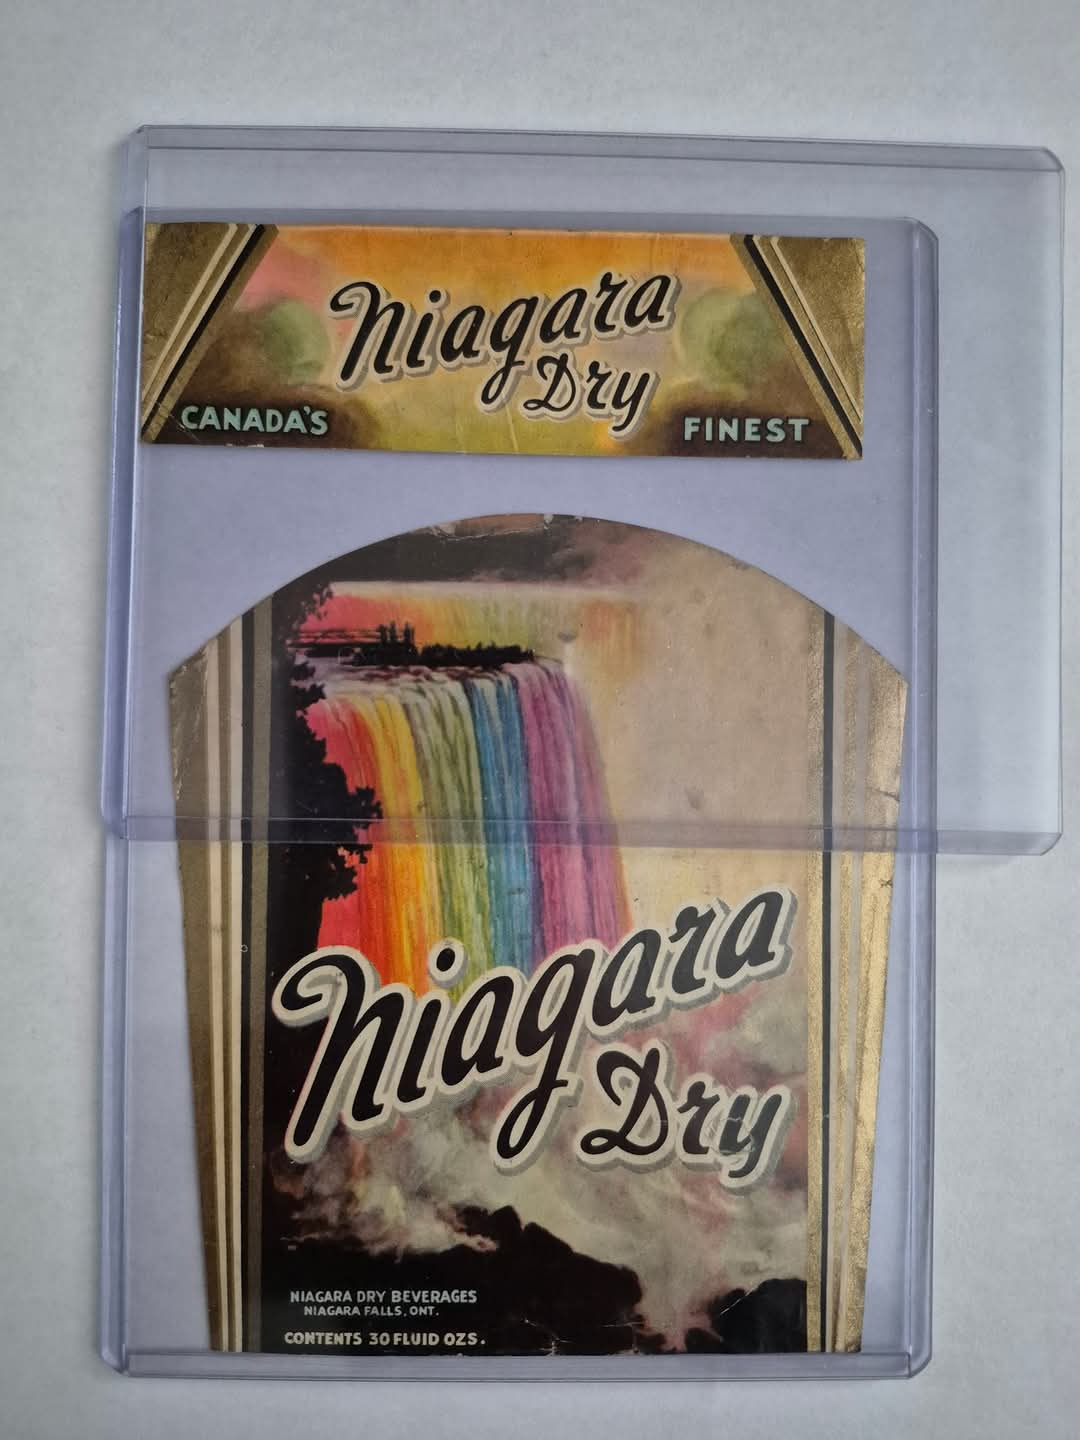 Niagara
Dry
CANADA'S
FINEST
Niagara
Dry
NIAGARA DRY BEVERAGES
NIAGARA FALLS, ONT.
CONTENTS 30 FLUID OZS.